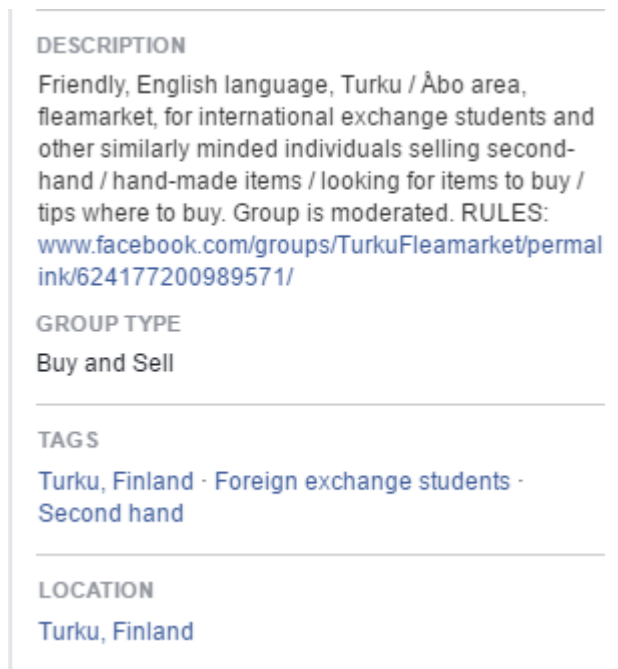 DESCRIPTION
Friendly, English language, Turku / Åbo area,
fleamarket, for international exchange students and
other similarly minded individuals selling second-
hand / hand-made items / looking for items to buy /
tips where to buy. Group is moderated. RULES:
www.facebook.com/groups/TurkuFleamarket/permal
ink/624177200989571/
GROUP TYPE
Buy and Sell
TAGS
Turku, Finland · Foreign exchange students ·
Second hand
LOCATION
Turku, Finland